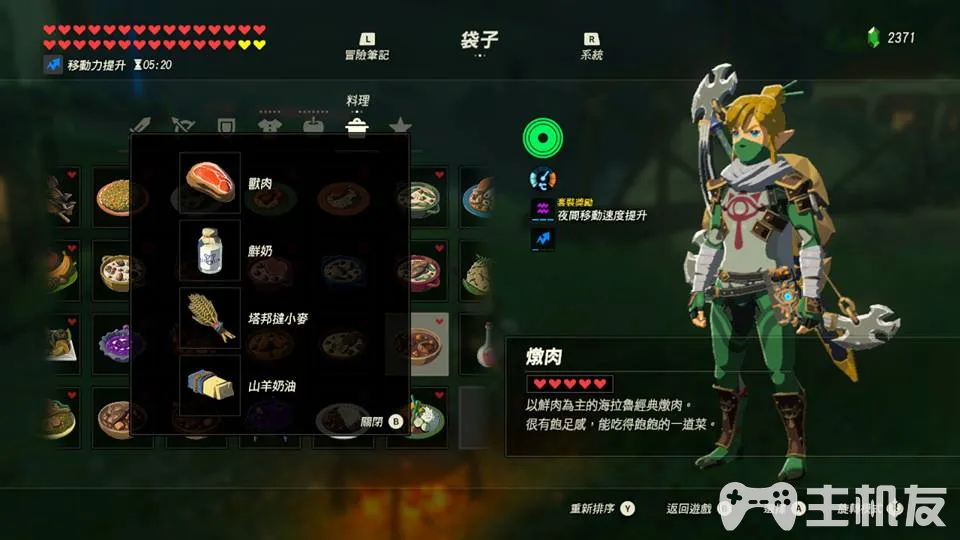 L
冒險筆記
袋子
R
系統
2371
移動力提升 05:20
料理
獸肉
鮮奶
塔邦撻小麥
山羊奶油
關閉 B
套裝獎勵
夜間移動速度提升
燉肉
以鮮肉為主的海拉魯經典燉肉。
很有飽足感，能吃得飽飽的一道菜。
重新排序 Y
返回遊戲
主机友